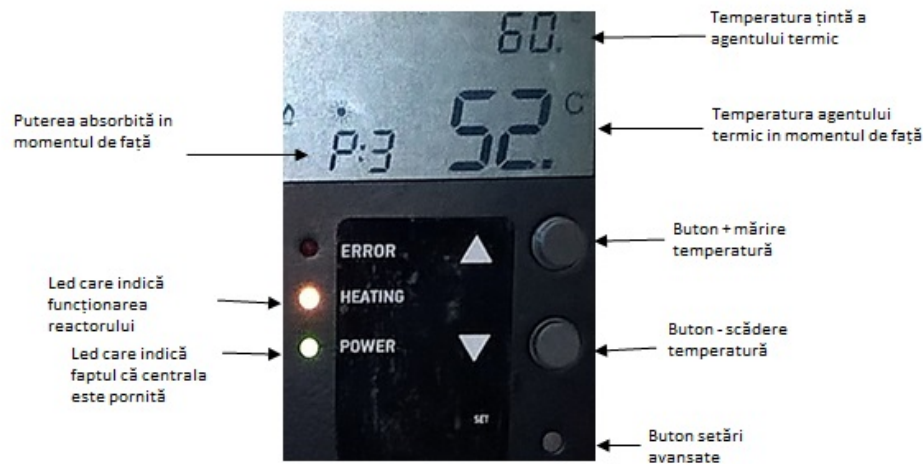 Temperatura țintă a
agentului termic
60.
Puterea absorbită in
momentul de față
P:3
52.
C
Temperatura agentului
termic in momentul de față
ERROR
Buton + mărire
temperatură
Led care indică
funcționarea
reactorului
HEATING
Led care indică
faptul că centrala
este pornită
POWER
Buton - scădere
temperatură
SET
Buton setări
avansate